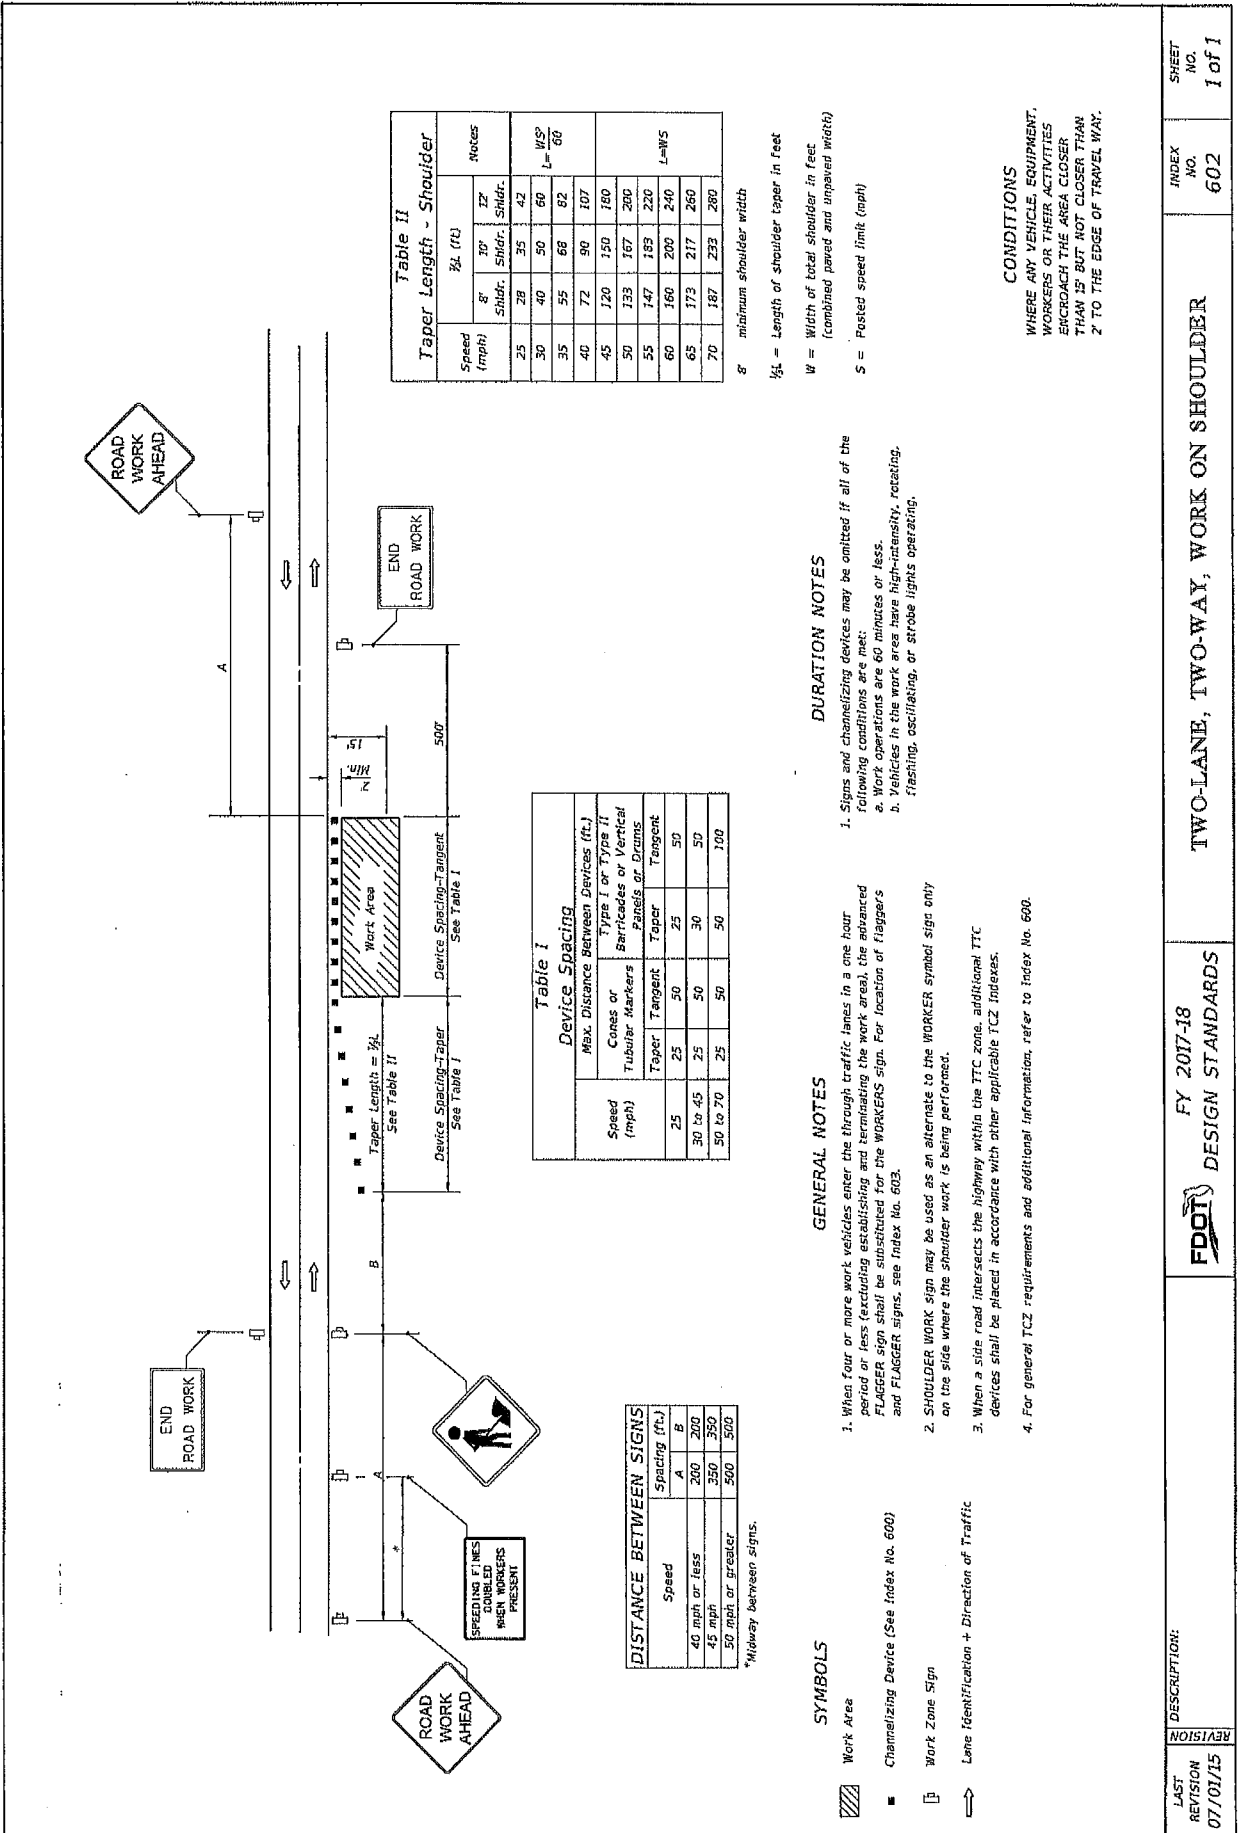 END
ROAD WORK
ROAD
WORK
AHEAD
A
15'
2'
Min.
Work Area
Taper Length = ⅓L
See Table II
Device Spacing-Taper
See Table I
Device Spacing-Tangent
See Table I
500'
B
A
*
END
ROAD WORK
ROAD
WORK
AHEAD
SPEEDING FINES
DOUBLED
WHEN WORKERS
PRESENT
Table II
Taper Length - Shoulder
Speed (mph) ⅓L (ft) Notes
8' Shldr. 10' Shldr. 12' Shldr.
25 28 35 42
30 40 50 60
35 55 68 82
40 72 90 107
L=WS²/60
45 120 150 180
50 133 167 200
55 147 183 220
60 160 200 240
65 173 217 260
70 187 233 280
L=WS
8' minimum shoulder width
⅓L = Length of shoulder taper in feet
W = Width of total shoulder in feet
(combined paved and unpaved width)
S = Posted speed limit (mph)
Table I
Device Spacing
Speed (mph) Max. Distance Between Devices (ft.)
Cones or Tubular Markers Type I or Type II Barricades or Vertical Panels or Drums
Taper Tangent Taper Tangent
25 25 50 25 50
30 to 45 25 50 30 50
50 to 70 25 50 50 100
DISTANCE BETWEEN SIGNS
Speed Spacing (ft.)
A B
40 mph or less 200 200
45 mph 350 350
50 mph or greater 500 500
*Midway between signs.
SYMBOLS
Work Area
Channelizing Device (See Index No. 600)
Work Zone Sign
Lane Identification + Direction of Traffic
GENERAL NOTES
1. When four or more work vehicles enter the through traffic lanes in a one hour
period or less (excluding establishing and terminating the work area), the advanced
FLAGGER sign shall be substituted for the WORKERS sign. For location of flaggers
and FLAGGER signs, see Index No. 603.
2. SHOULDER WORK sign may be used as an alternate to the WORKER symbol sign only
on the side where the shoulder work is being performed.
3. When a side road intersects the highway within the TTC zone, additional TTC
devices shall be placed in accordance with other applicable TCZ Indexes.
4. For general TCZ requirements and additional information, refer to Index No. 600.
DURATION NOTES
1. Signs and channelizing devices may be omitted if all of the
following conditions are met:
a. Work operations are 60 minutes or less.
b. Vehicles in the work area have high-intensity, rotating,
flashing, oscillating, or strobe lights operating.
CONDITIONS
WHERE ANY VEHICLE, EQUIPMENT,
WORKERS OR THEIR ACTIVITIES
ENCROACH THE AREA CLOSER
THAN 15' BUT NOT CLOSER THAN
2' TO THE EDGE OF TRAVEL WAY.
LAST
REVISION
07/01/15
REVISION
DESCRIPTION:
FDOT
FY 2017-18
DESIGN STANDARDS
TWO-LANE, TWO-WAY, WORK ON SHOULDER
INDEX
NO.
602
SHEET
NO.
1 of 1